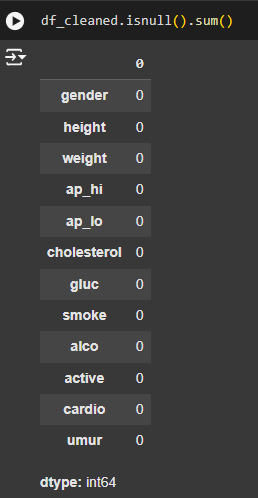 df_cleaned.isnull().sum()
0
gender 0
height 0
weight 0
ap_hi 0
ap_lo 0
cholesterol 0
gluc 0
smoke 0
alco 0
active 0
cardio 0
umur 0
dtype: int64